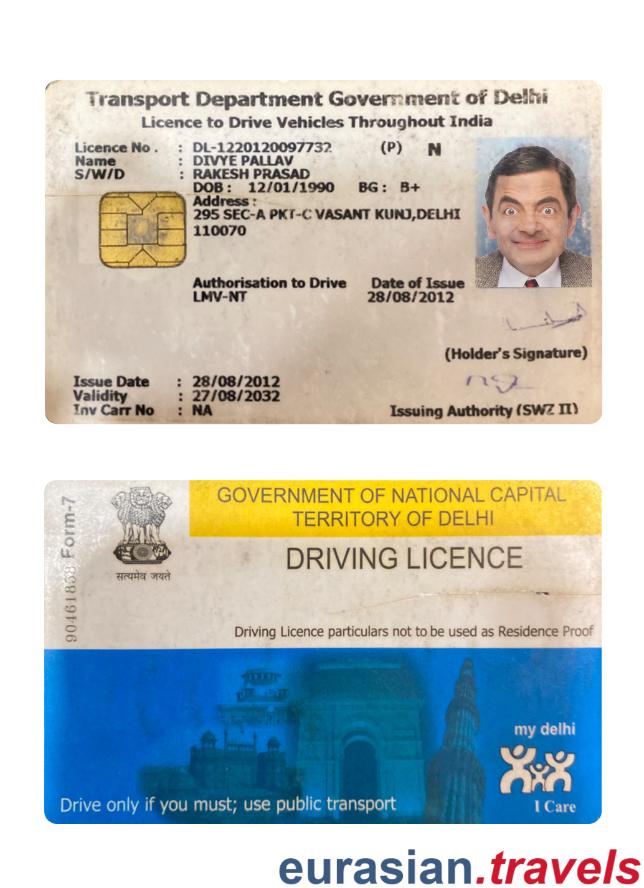 Transport Department Government of Delhi
Licence to Drive Vehicles Throughout India
Licence No. : DL-1220120097732 (P) N
Name : DIVYE PALLAV
S/W/D : RAKESH PRASAD
DOB : 12/01/1990 BG : B+
Address :
295 SEC-A PKT-C VASANT KUNJ,DELHI
110070
Authorisation to Drive Date of Issue
LMV-NT 28/08/2012
(Holder's Signature)
Issue Date : 28/08/2012
Validity : 27/08/2032
Inv Carr No : NA Issuing Authority (SWZ II)
Form-7
GOVERNMENT OF NATIONAL CAPITAL
TERRITORY OF DELHI
DRIVING LICENCE
सत्यमेव जयते
Driving Licence particulars not to be used as Residence Proof
my delhi
I Care
Drive only if you must; use public transport
eurasian.travels